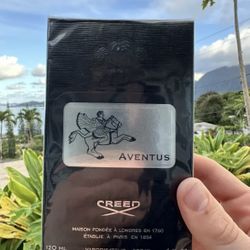 AVENTUS
CREED
MAISON FONDÉE À LONDRES EN 1760
ÉTABLIE À PARIS EN 1854
120 ML